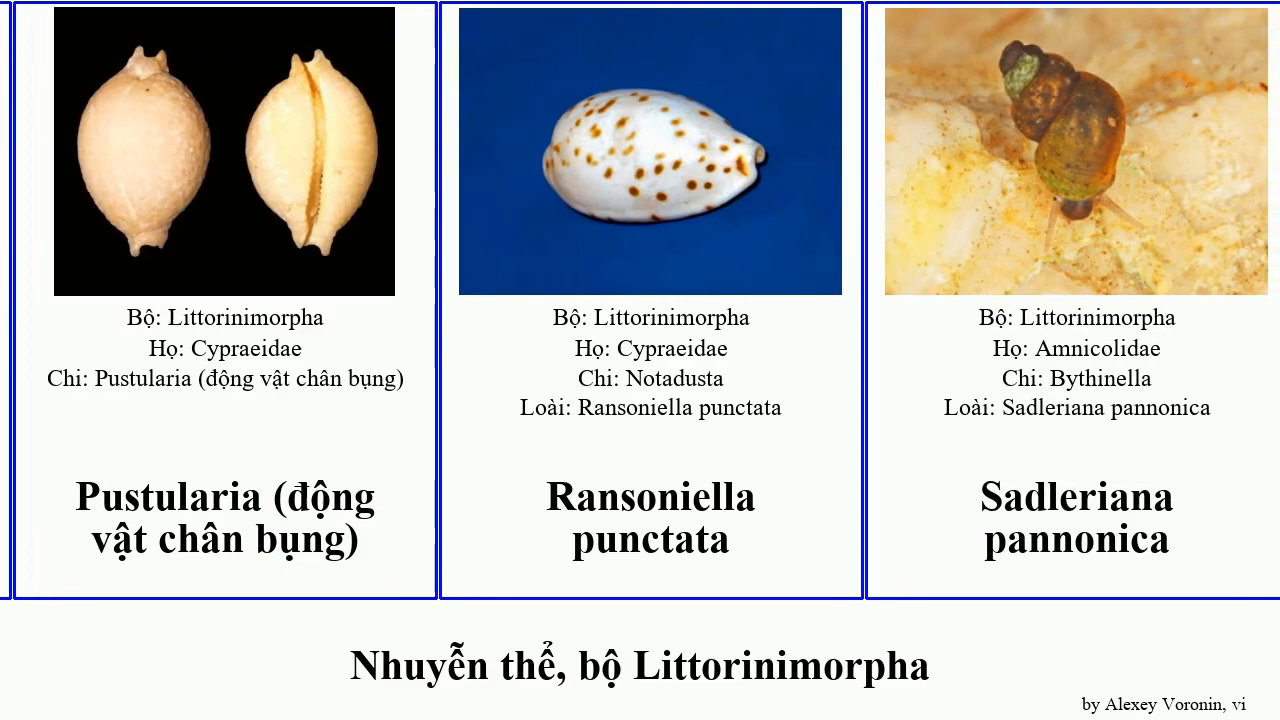 Bộ: Littorinimorpha
Họ: Cypraeidae
Chi: Pustularia (động vật chân bụng)
Pustularia (động
vật chân bụng)
Bộ: Littorinimorpha
Họ: Cypraeidae
Chi: Notadusta
Loài: Ransoniella punctata
Ransoniella
punctata
Bộ: Littorinimorpha
Họ: Amnicolidae
Chi: Bythinella
Loài: Sadleriana pannonica
Sadleriana
pannonica
Nhuyễn thể, bộ Littorinimorpha
by Alexey Voronin, vi